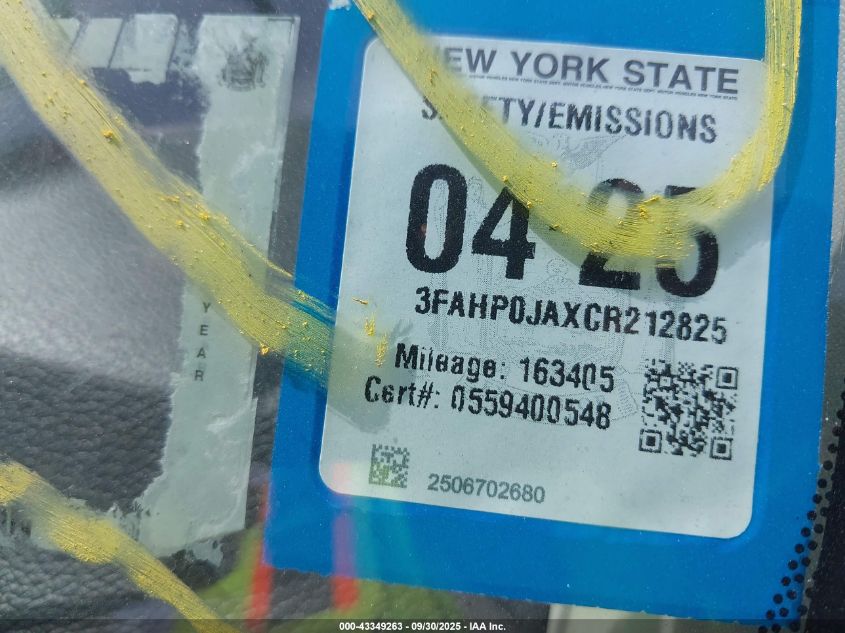 NEW YORK STATE
SAFETY/EMISSIONS
04 25
3FAHP0JAXCR212825
Mileage: 163405
Cert#: 0559400548
2506702680
YEAR
000-43349263 - 09/30/2025 - IAA Inc.